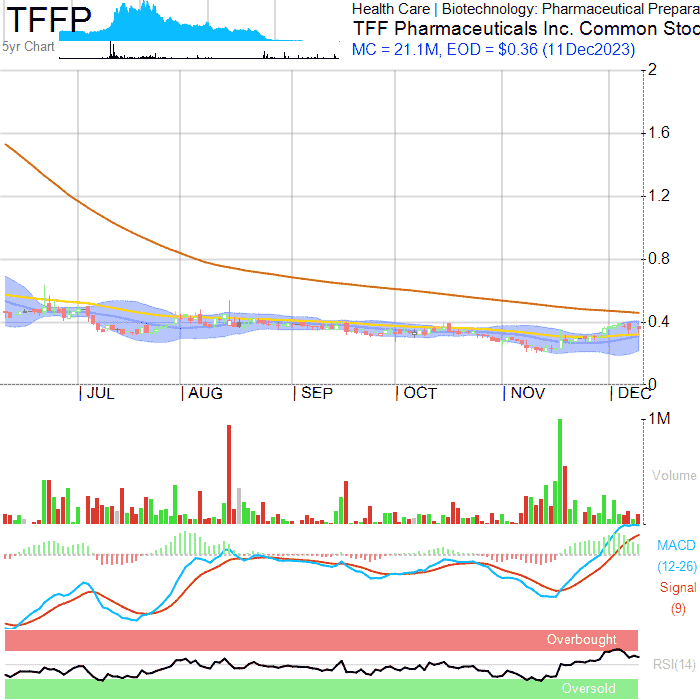 TFFP
Health Care | Biotechnology: Pharmaceutical Prepara
TFF Pharmaceuticals Inc. Common Stoc
5yr Chart
MC = 21.1M, EOD = $0.36 (11Dec2023)
2
1.6
1.2
0.8
0.4
0
JUL AUG SEP OCT NOV DEC
1M
Volume
MACD
(12-26)
Signal
(9)
Overbought
RSI(14)
Oversold